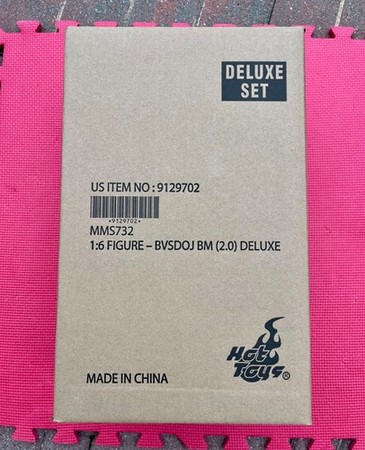 DELUXE
SET
US ITEM NO : 9129702
*9129702*
MMS732
1:6 FIGURE – BVSDOJ BM (2.0) DELUXE
Hot
Toys®
MADE IN CHINA